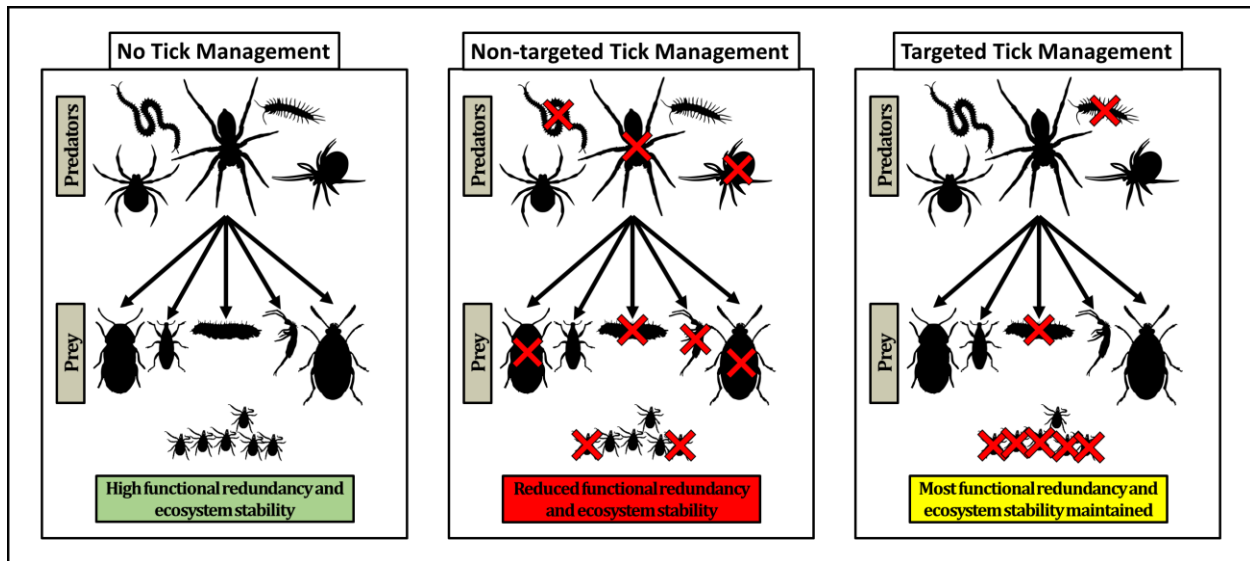 No Tick Management
Predators
Prey
High functional redundancy and
ecosystem stability
Non-targeted Tick Management
Predators
Prey
Reduced functional redundancy
and ecosystem stability
Targeted Tick Management
Predators
Prey
Most functional redundancy and
ecosystem stability maintained